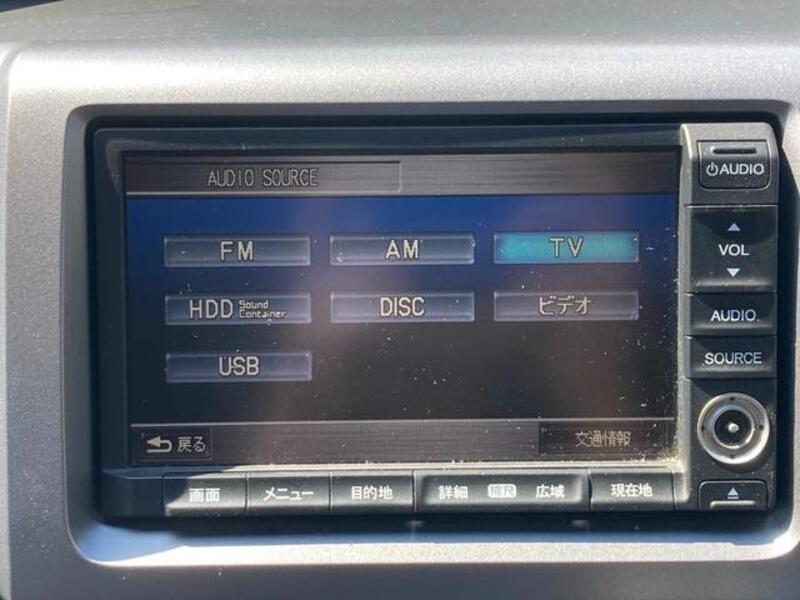 AUDIO SOURCE
AUDIO
FM AM TV
VOL
HDD Sound Container DISC ビデオ
AUDIO
USB
SOURCE
戻る 交通情報
画面 メニュー 目的地 詳細 縮尺 広域 現在地